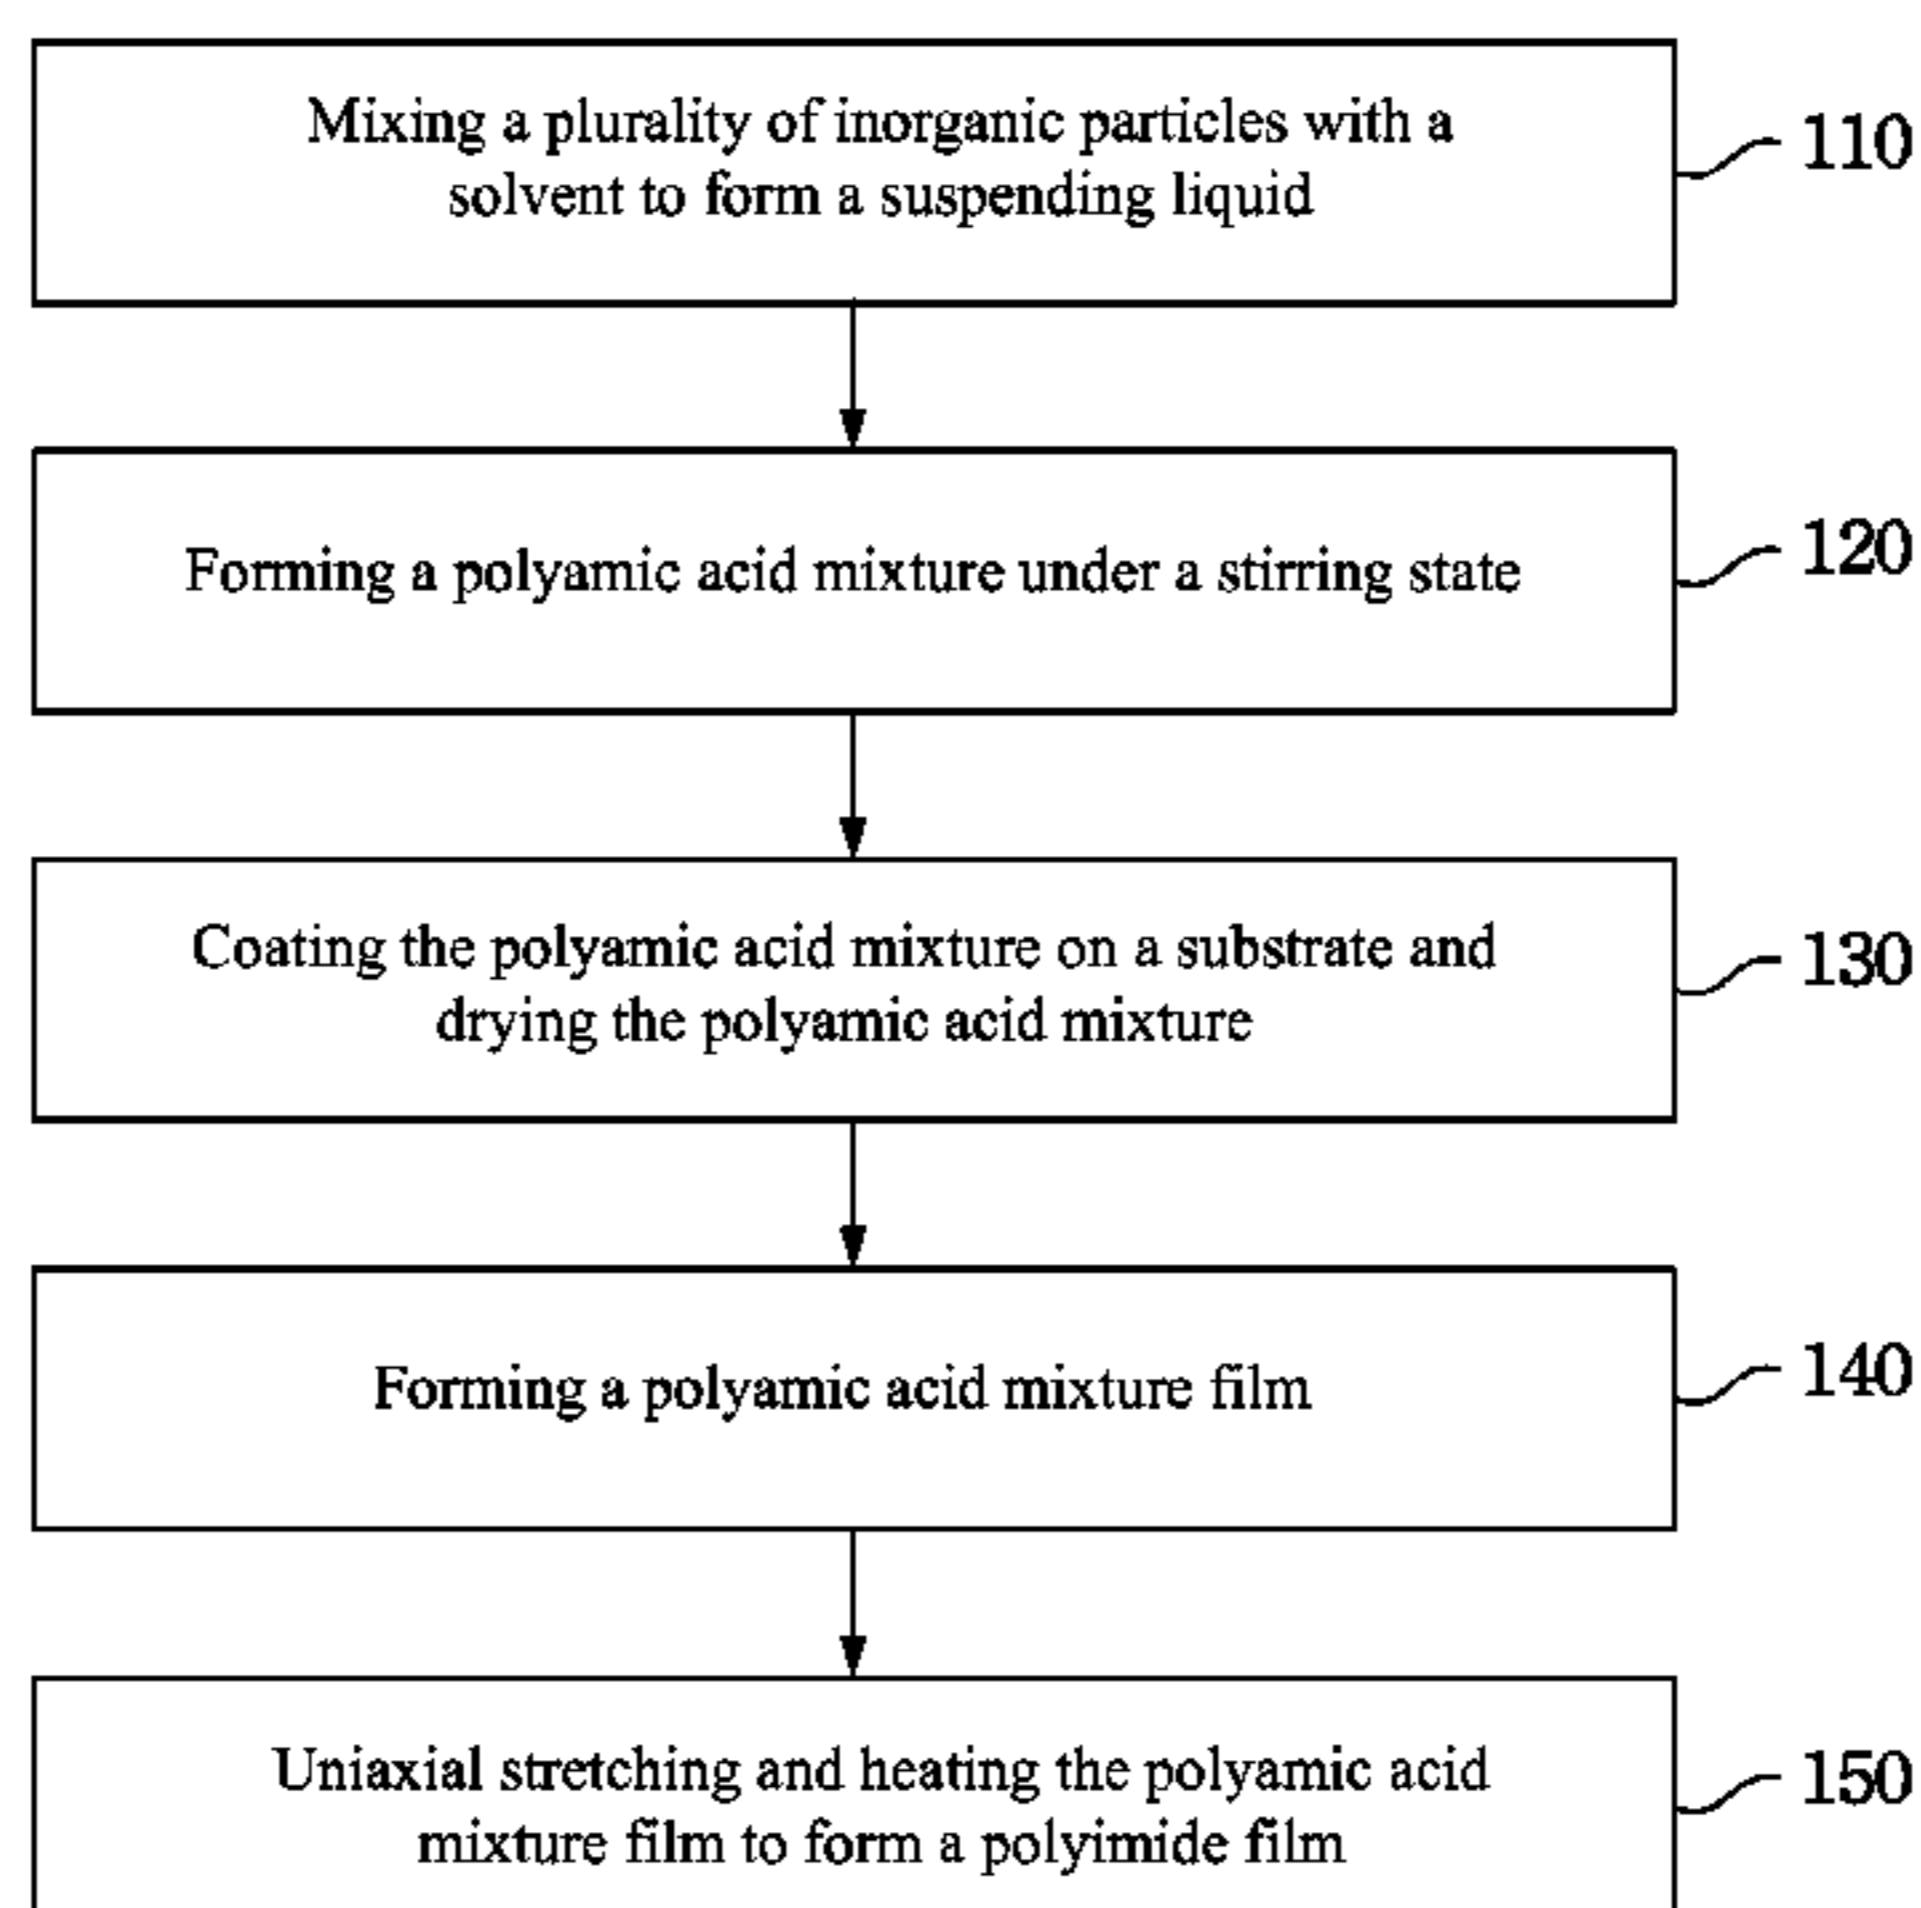 Mixing a plurality of inorganic particles with a
solvent to form a suspending liquid
110
Forming a polyamic acid mixture under a stirring state
120
Coating the polyamic acid mixture on a substrate and
drying the polyamic acid mixture
130
Forming a polyamic acid mixture film
140
Uniaxial stretching and heating the polyamic acid
mixture film to form a polyimide film
150